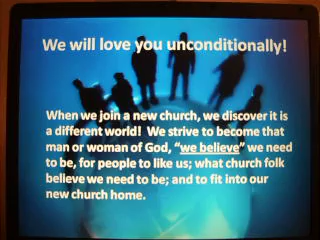 We will love you unconditionally!
When we join a new church, we discover it is
a different world!  We strive to become that
man or woman of God, “we believe” we need
to be, for people to like us; what church folk
believe we need to be; and to fit into our
new church home.